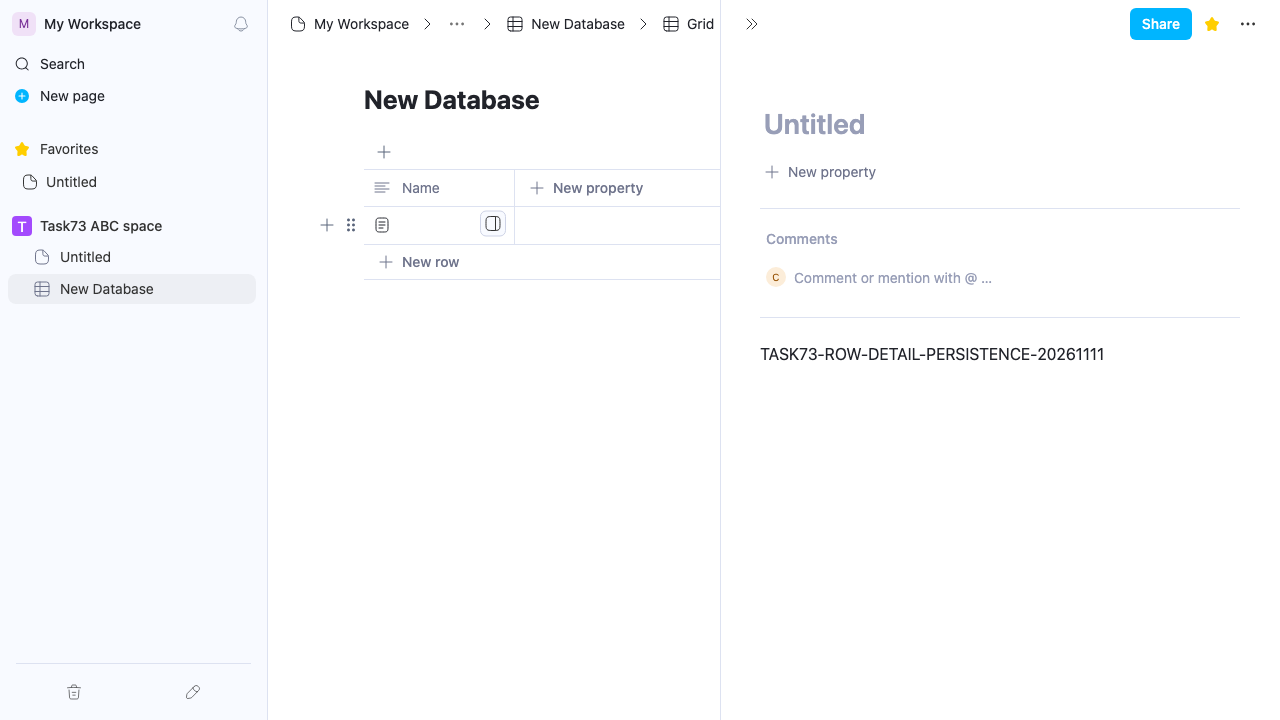 M My Workspace
Search
New page
Favorites
Untitled
T Task73 ABC space
Untitled
New Database
My Workspace
New Database
Grid
New Database
Name
New property
New row
Share
Untitled
New property
Comments
C Comment or mention with @ ...
TASK73-ROW-DETAIL-PERSISTENCE-20261111